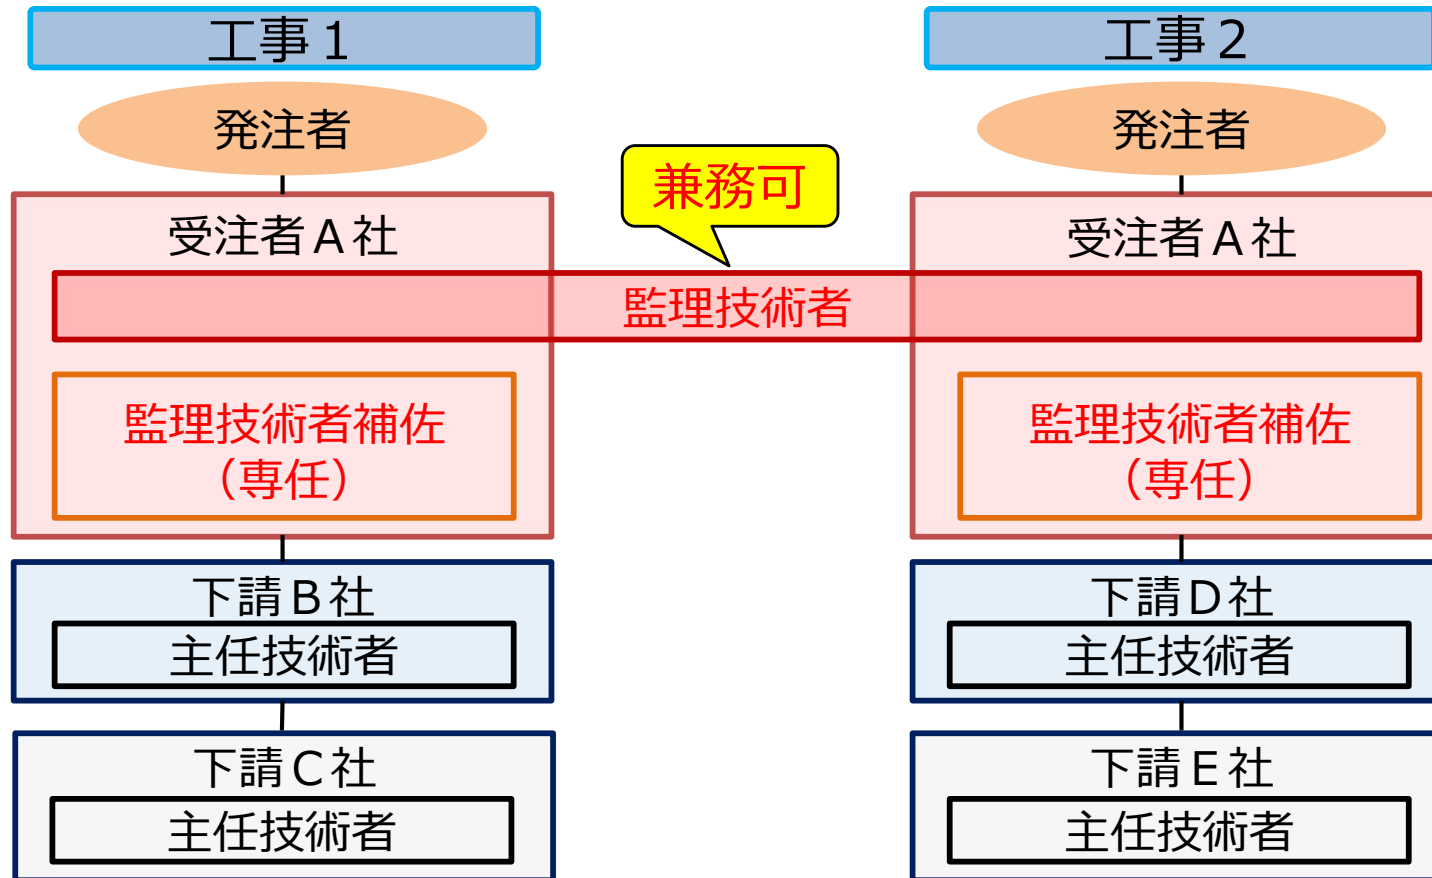 工事１
発注者
受注者Ａ社
兼務可
監理技術者
監理技術者補佐
（専任）
下請Ｂ社
主任技術者
下請Ｃ社
主任技術者
工事２
発注者
受注者Ａ社
監理技術者補佐
（専任）
下請Ｄ社
主任技術者
下請Ｅ社
主任技術者